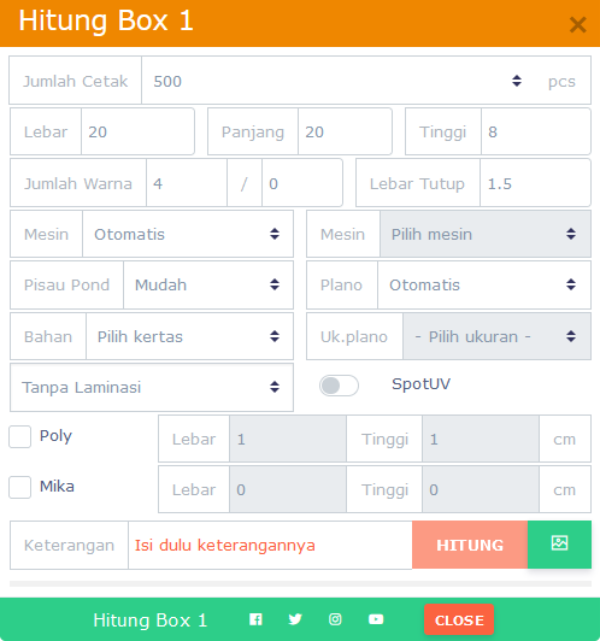 Hitung Box 1 ×
Jumlah Cetak 500 pcs
Lebar 20 Panjang 20 Tinggi 8
Jumlah Warna 4 / 0 Lebar Tutup 1.5
Mesin Otomatis Mesin Pilih mesin
Pisau Pond Mudah Plano Otomatis
Bahan Pilih kertas Uk.plano - Pilih ukuran -
Tanpa Laminasi SpotUV
Poly Lebar 1 Tinggi 1 cm
Mika Lebar 0 Tinggi 0 cm
Keterangan Isi dulu keterangannya HITUNG
Hitung Box 1 CLOSE